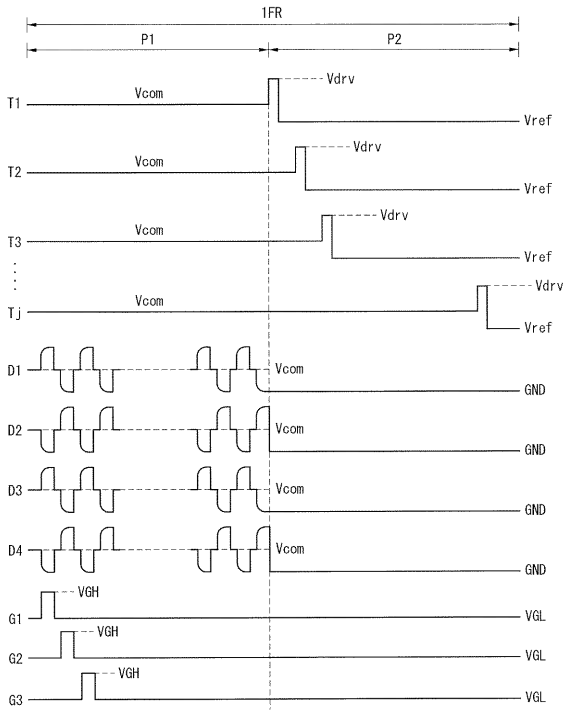 1FR
P1 P2
Vdrv
T1 Vcom
Vref
Vdrv
T2 Vcom
Vref
Vdrv
T3 Vcom
Vref
Vdrv
Tj Vcom
Vref
D1 Vcom
GND
D2 Vcom
GND
D3 Vcom
GND
D4 Vcom
GND
VGH
G1 VGL
VGH
G2 VGL
VGH
G3 VGL